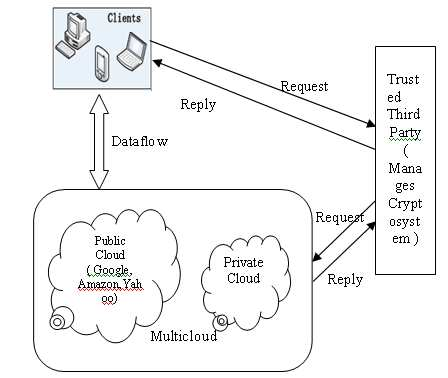 Clients
Request
Reply
Dataflow
Trust
ed
Third
Party
(
Mana
ges
Crypt
osyst
em )
Request
Reply
Public
Cloud
( Google,
Amazon,Yah
oo)
Private
Cloud
Multicloud